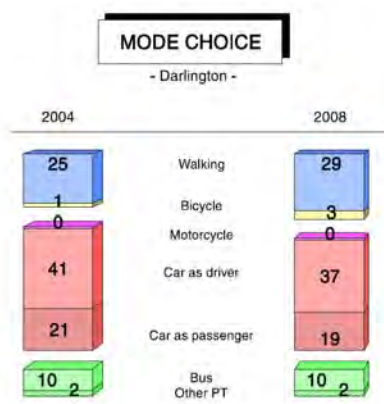 MODE CHOICE
- Darlington -
2004 2008
25 Walking 29
1 Bicycle 3
0 Motorcycle 0
41 Car as driver 37
21 Car as passenger 19
10 Bus 10
2 Other PT 2